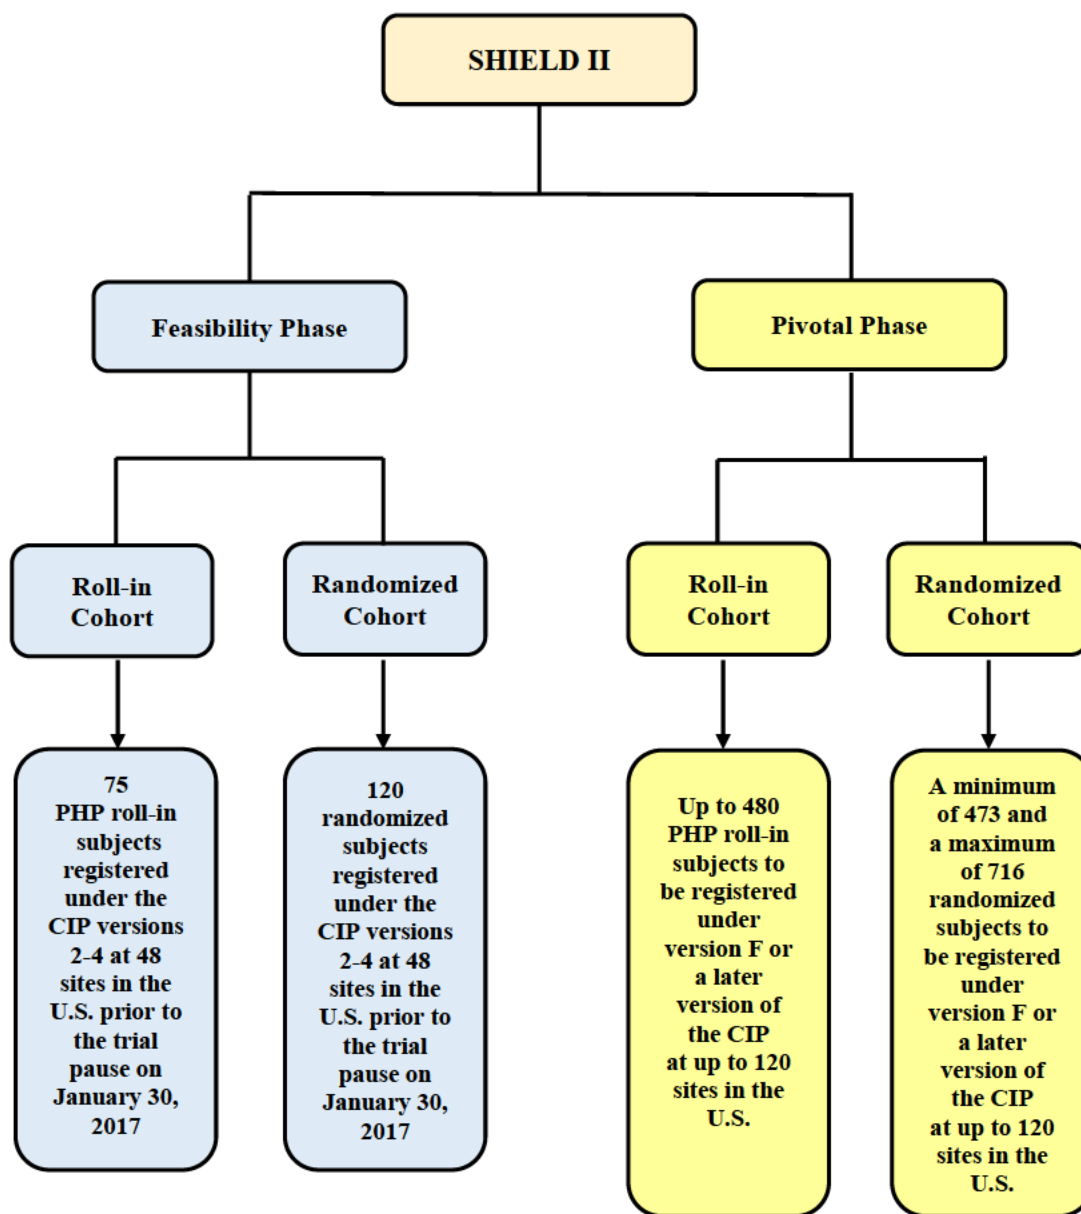 SHIELD II
Feasibility Phase
Pivotal Phase
Roll-in
Cohort
Randomized
Cohort
Roll-in
Cohort
Randomized
Cohort
75
PHP roll-in
subjects
registered
under the
CIP versions
2-4 at 48
sites in the
U.S. prior to
the trial
pause on
January 30,
2017
120
randomized
subjects
registered
under the
CIP versions
2-4 at 48
sites in the
U.S. prior to
the trial
pause on
January 30,
2017
Up to 480
PHP roll-in
subjects to
be registered
under
version F or
a later
version of
the CIP
at up to 120
sites in the
U.S.
A minimum
of 473 and
a maximum
of 716
randomized
subjects to
be registered
under
version F or
a later
version of
the CIP
at up to 120
sites in the
U.S.